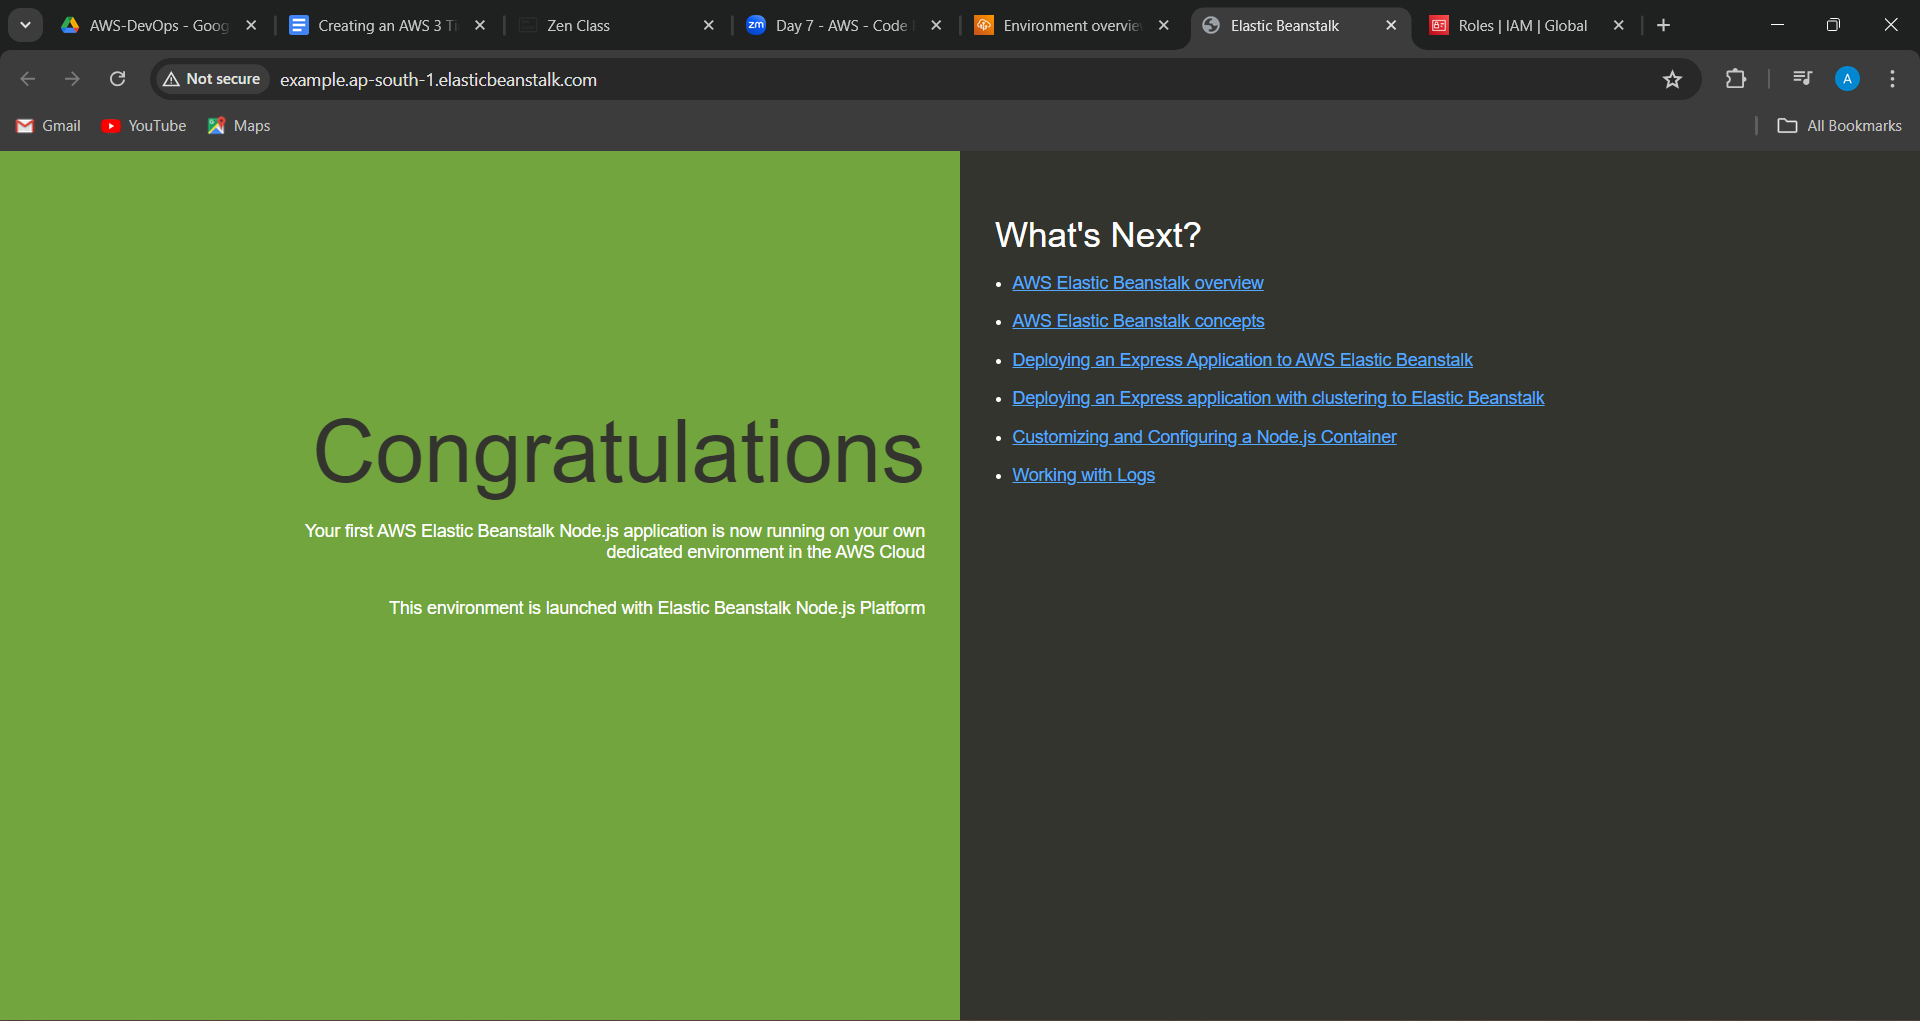 AWS-DevOps - Goog
Creating an AWS 3 Ti
Zen Class
zm
Day 7 - AWS - Code
Environment overvie
Elastic Beanstalk
Roles | IAM | Global
Not secure
example.ap-south-1.elasticbeanstalk.com
A
Gmail
YouTube
Maps
All Bookmarks
Congratulations
Your first AWS Elastic Beanstalk Node.js application is now running on your own
dedicated environment in the AWS Cloud
This environment is launched with Elastic Beanstalk Node.js Platform
What's Next?
AWS Elastic Beanstalk overview
AWS Elastic Beanstalk concepts
Deploying an Express Application to AWS Elastic Beanstalk
Deploying an Express application with clustering to Elastic Beanstalk
Customizing and Configuring a Node.js Container
Working with Logs